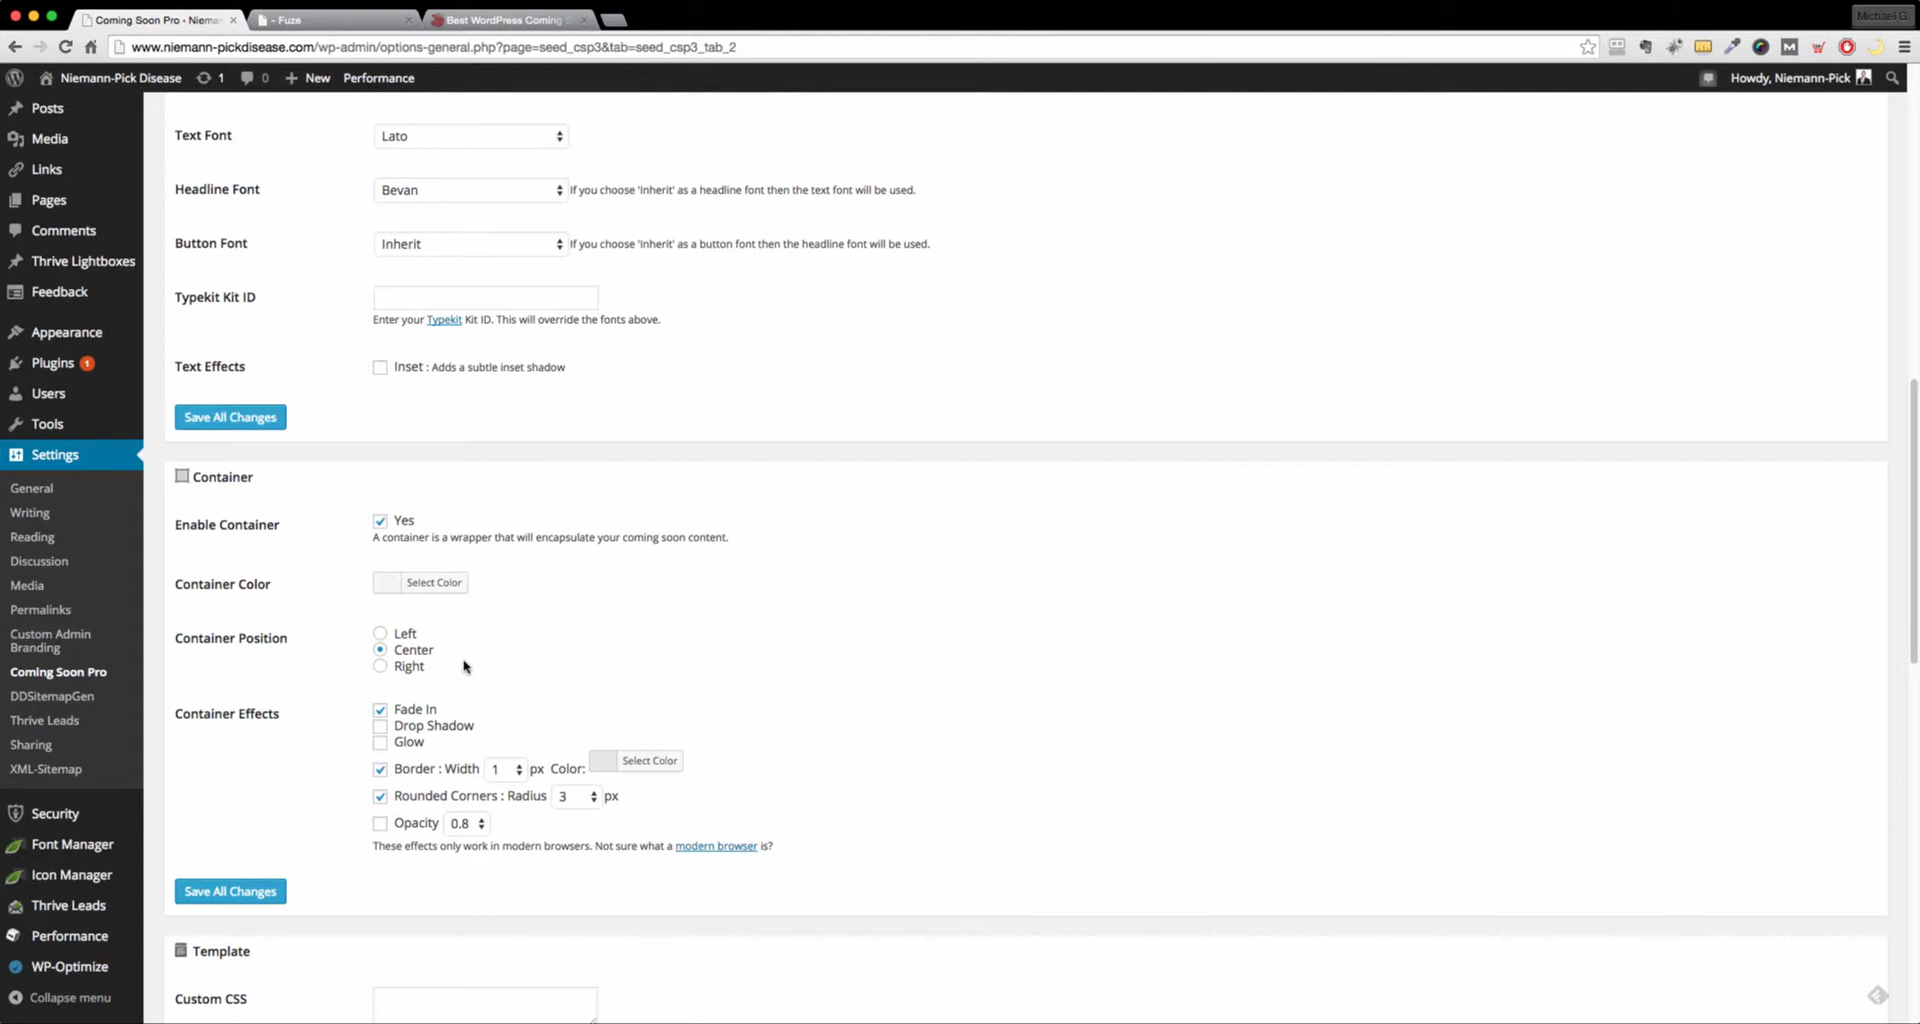 Coming Soon Pro • Nieman
- Fuze
Best WordPress Coming S
Michael G.
www.niemann-pickdisease.com/wp-admin/options-general.php?page=seed_csp3&tab=seed_csp3_tab_2
Niemann-Pick Disease
1
0
New
Performance
Howdy, Niemann-Pick
Posts
Media
Links
Pages
Comments
Thrive Lightboxes
Feedback
Appearance
Plugins 1
Users
Tools
Settings
General
Writing
Reading
Discussion
Media
Permalinks
Custom Admin
Branding
Coming Soon Pro
DDSitemapGen
Thrive Leads
Sharing
XML-Sitemap
Security
Font Manager
Icon Manager
Thrive Leads
Performance
WP-Optimize
Collapse menu
Text Font Lato
Headline Font Bevan If you choose 'Inherit' as a headline font then the text font will be used.
Button Font Inherit If you choose 'Inherit' as a button font then the headline font will be used.
Typekit Kit ID
Enter your Typekit Kit ID. This will override the fonts above.
Text Effects Inset : Adds a subtle inset shadow
Save All Changes
Container
Enable Container Yes
A container is a wrapper that will encapsulate your coming soon content.
Container Color Select Color
Container Position Left
Center
Right
Container Effects Fade In
Drop Shadow
Glow
Border : Width 1 px Color: Select Color
Rounded Corners : Radius 3 px
Opacity 0.8
These effects only work in modern browsers. Not sure what a modern browser is?
Save All Changes
Template
Custom CSS